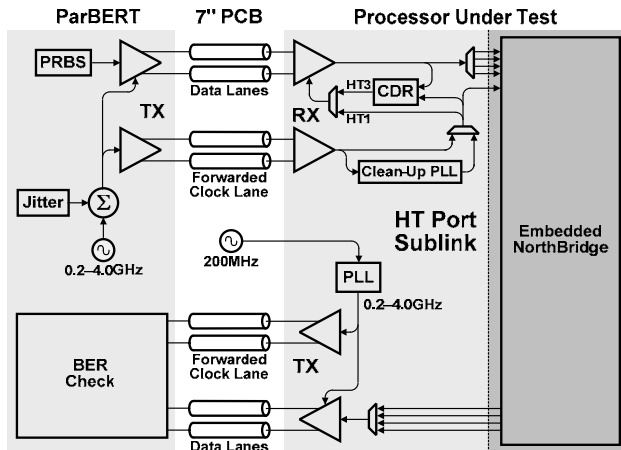 ParBERT
7" PCB
Processor Under Test
PRBS
Data Lanes
TX
RX
HT3
CDR
HT1
Clean-Up PLL
Forwarded
Clock Lane
Jitter
Σ
0.2–4.0GHz
200MHz
HT Port
Sublink
Embedded
NorthBridge
PLL
0.2–4.0GHz
BER
Check
Forwarded
Clock Lane
TX
Data Lanes